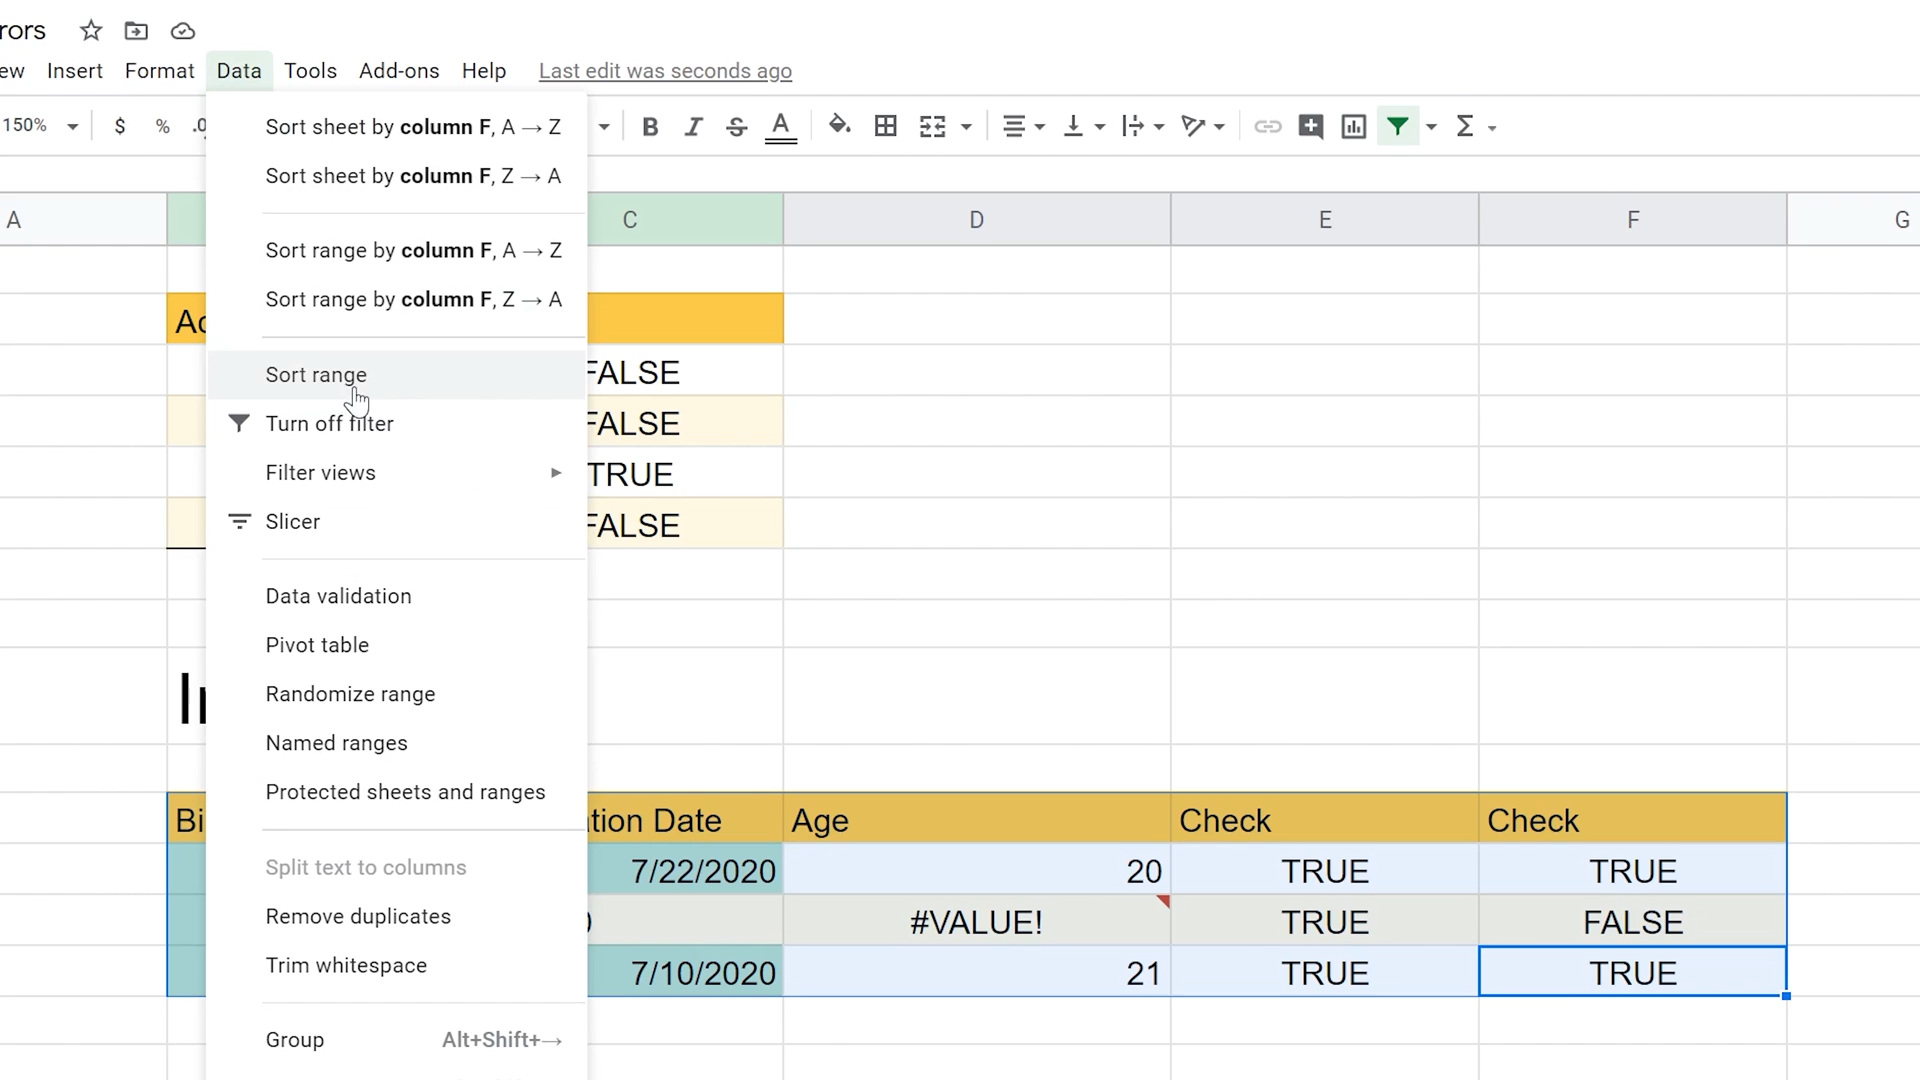 rors
ew Insert Format Data Tools Add-ons Help Last edit was seconds ago
150% $ % .0 B I S A Σ
Sort sheet by column F, A → Z
Sort sheet by column F, Z → A
Sort range by column F, A → Z
Sort range by column F, Z → A
Sort range
Turn off filter
Filter views
Slicer
Data validation
Pivot table
Randomize range
Named ranges
Protected sheets and ranges
Split text to columns
Remove duplicates
Trim whitespace
Group Alt+Shift+→
A C D E F G
Ac
FALSE
FALSE
TRUE
FALSE
In
Bi tion Date Age Check Check
7/22/2020 20 TRUE TRUE
#VALUE! TRUE FALSE
7/10/2020 21 TRUE TRUE